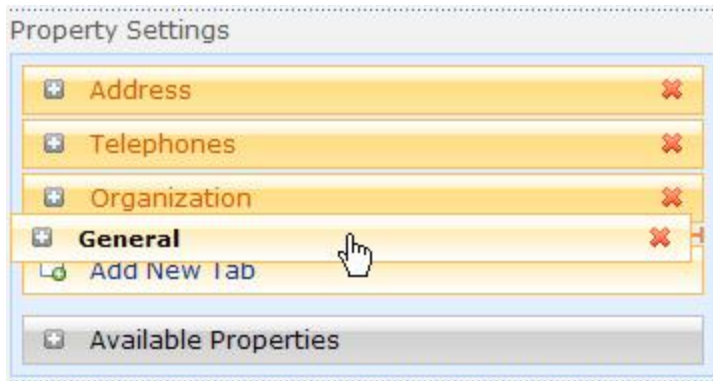 Property Settings
Address
Telephones
Organization
General
Add New Tab
Available Properties